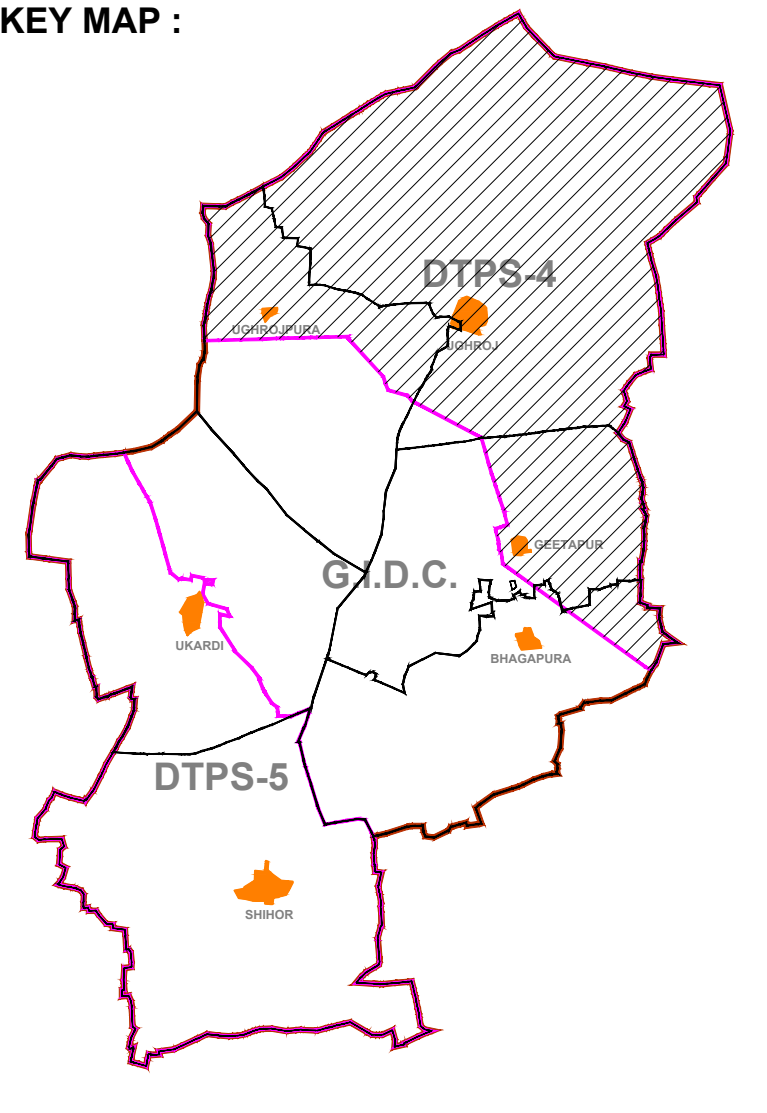 KEY MAP :
DTPS-4
UGHROJPURA
UGHROJ
GEETAPUR
G.I.D.C.
UKARDI
BHAGAPURA
DTPS-5
SHIHOR